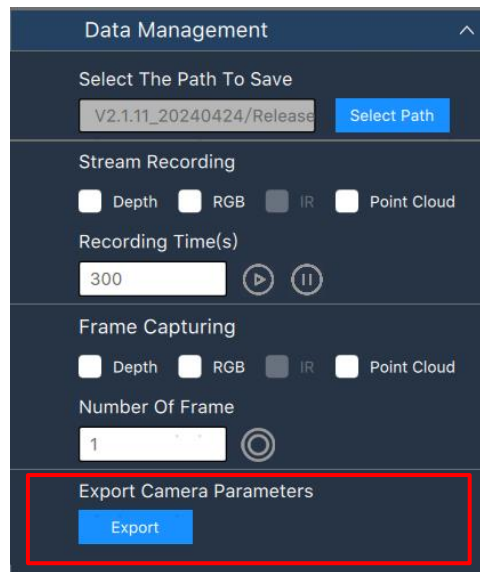 Data Management
Select The Path To Save
V2.1.11_20240424/Release
Select Path
Stream Recording
Depth RGB IR Point Cloud
Recording Time(s)
300
Frame Capturing
Depth RGB IR Point Cloud
Number Of Frame
1
Export Camera Parameters
Export